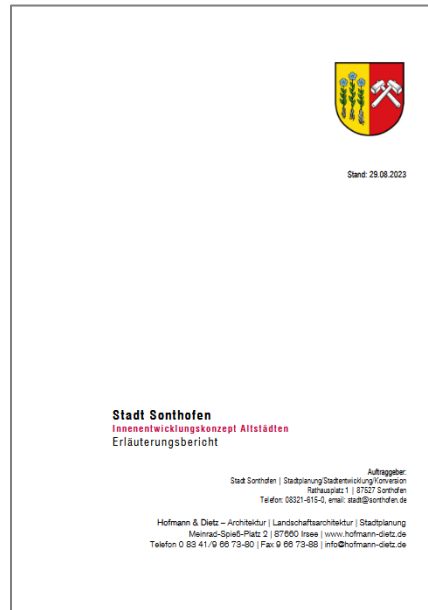 Stand: 29.08.2023
Stadt Sonthofen
Innenentwicklungskonzept Altstädten
Erläuterungsbericht
Auftraggeber:
Stadt Sonthofen | Stadtplanung/Stadtentwicklung/Konversion
Rathausplatz 1 | 87527 Sonthofen
Telefon: 08321-615-0, email: stadt@sonthofen.de
Hofmann & Dietz – Architektur | Landschaftsarchitektur | Stadtplanung
Meinrad-Spieß-Platz 2 | 87660 Irsee | www.hofmann-dietz.de
Telefon 0 83 41/9 66 73-80 | Fax 9 66 73-88 | info@hofmann-dietz.de